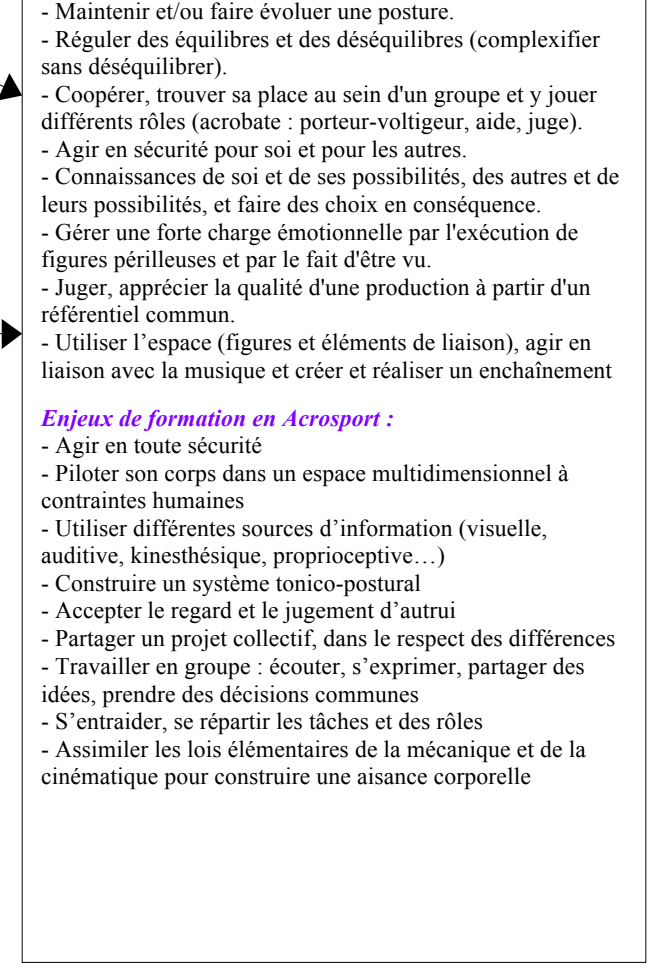 - Maintenir et/ou faire évoluer une posture.
- Réguler des équilibres et des déséquilibres (complexifier
sans déséquilibrer).
- Coopérer, trouver sa place au sein d'un groupe et y jouer
différents rôles (acrobate : porteur-voltigeur, aide, juge).
- Agir en sécurité pour soi et pour les autres.
- Connaissances de soi et de ses possibilités, des autres et de
leurs possibilités, et faire des choix en conséquence.
- Gérer une forte charge émotionnelle par l'exécution de
figures périlleuses et par le fait d'être vu.
- Juger, apprécier la qualité d'une production à partir d'un
référentiel commun.
- Utiliser l’espace (figures et éléments de liaison), agir en
liaison avec la musique et créer et réaliser un enchaînement
Enjeux de formation en Acrosport :
- Agir en toute sécurité
- Piloter son corps dans un espace multidimensionnel à
contraintes humaines
- Utiliser différentes sources d’information (visuelle,
auditive, kinesthésique, proprioceptive…)
- Construire un système tonico-postural
- Accepter le regard et le jugement d’autrui
- Partager un projet collectif, dans le respect des différences
- Travailler en groupe : écouter, s’exprimer, partager des
idées, prendre des décisions communes
- S’entraider, se répartir les tâches et des rôles
- Assimiler les lois élémentaires de la mécanique et de la
cinématique pour construire une aisance corporelle